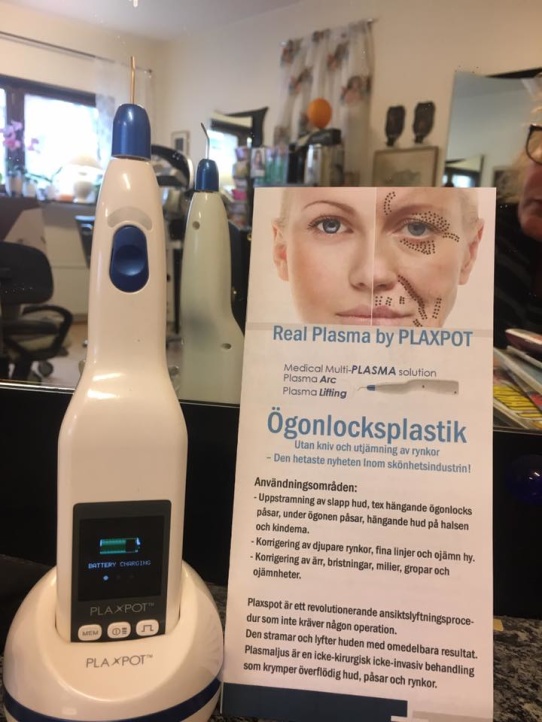 BATTERY CHARGING
PLAXPOT™
MEM
PLAXPOT™
Real Plasma by PLAXPOT
Medical Multi-PLASMA solution
Plasma Arc
Plasma Lifting
Ögonlocksplastik
Utan kniv och utjämning av rynkor
– Den hetaste nyheten Inom skönhetsindustrin!
Användningsområden:
- Uppstramning av slapp hud, tex hängande ögonlocks
påsar, under ögonen påsar, hängande hud på halsen
och kinderna.
- Korrigering av djupare rynkor, fina linjer och ojämn hy.
- Korrigering av ärr, bristningar, milier, gropar och
ojämnheter.
Plaxspot är ett revolutionerande ansiktslyftningsproce-
dur som inte kräver någon operation.
Den stramar och lyfter huden med omedelbara resultat.
Plasmaljus är en icke-kirurgisk icke-invasiv behandling
som krymper överflödig hud, påsar och rynkor.